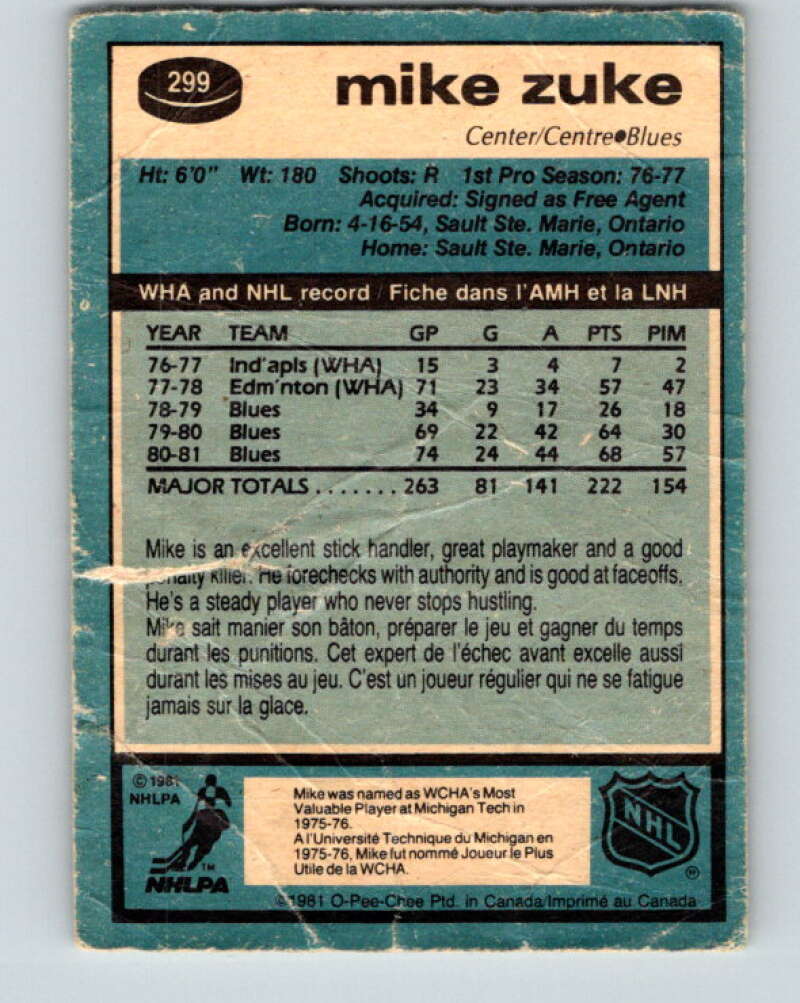 299
mike zuke
Center/Centre●Blues
Ht: 6'0" Wt: 180 Shoots: R 1st Pro Season: 76-77
Acquired: Signed as Free Agent
Born: 4-16-54, Sault Ste. Marie, Ontario
Home: Sault Ste. Marie, Ontario
WHA and NHL record / Fiche dans l'AMH et la LNH
YEAR TEAM GP G A PTS PIM
76-77 Ind'apls (WHA) 15 3 4 7 2
77-78 Edm'nton (WHA) 71 23 34 57 47
78-79 Blues 34 9 17 26 18
79-80 Blues 69 22 42 64 30
80-81 Blues 74 24 44 68 57
MAJOR TOTALS ....... 263 81 141 222 154
Mike is an excellent stick handler, great playmaker and a good
penalty killer. He forechecks with authority and is good at faceoffs.
He's a steady player who never stops hustling.
Mike sait manier son bâton, préparer le jeu et gagner du temps
durant les punitions. Cet expert de l'échec avant excelle aussi
durant les mises au jeu. C'est un joueur régulier qui ne se fatigue
jamais sur la glace.
© 1981
NHLPA
TM
NHLPA
Mike was named as WCHA's Most
Valuable Player at Michigan Tech in
1975-76.
A l'Université Technique du Michigan en
1975-76, Mike fut nommé Joueur le Plus
Utile de la WCHA.
NHL
®
©1981 O-Pee-Chee Ptd. in Canada/Imprimé au Canada